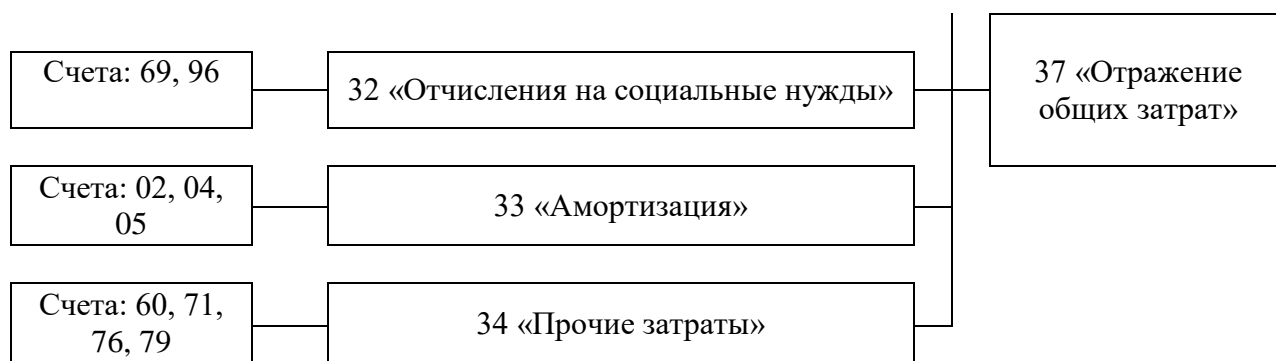 Счета: 69, 96
32 «Отчисления на социальные нужды»
37 «Отражение
общих затрат»
Счета: 02, 04,
05
33 «Амортизация»
Счета: 60, 71,
76, 79
34 «Прочие затраты»